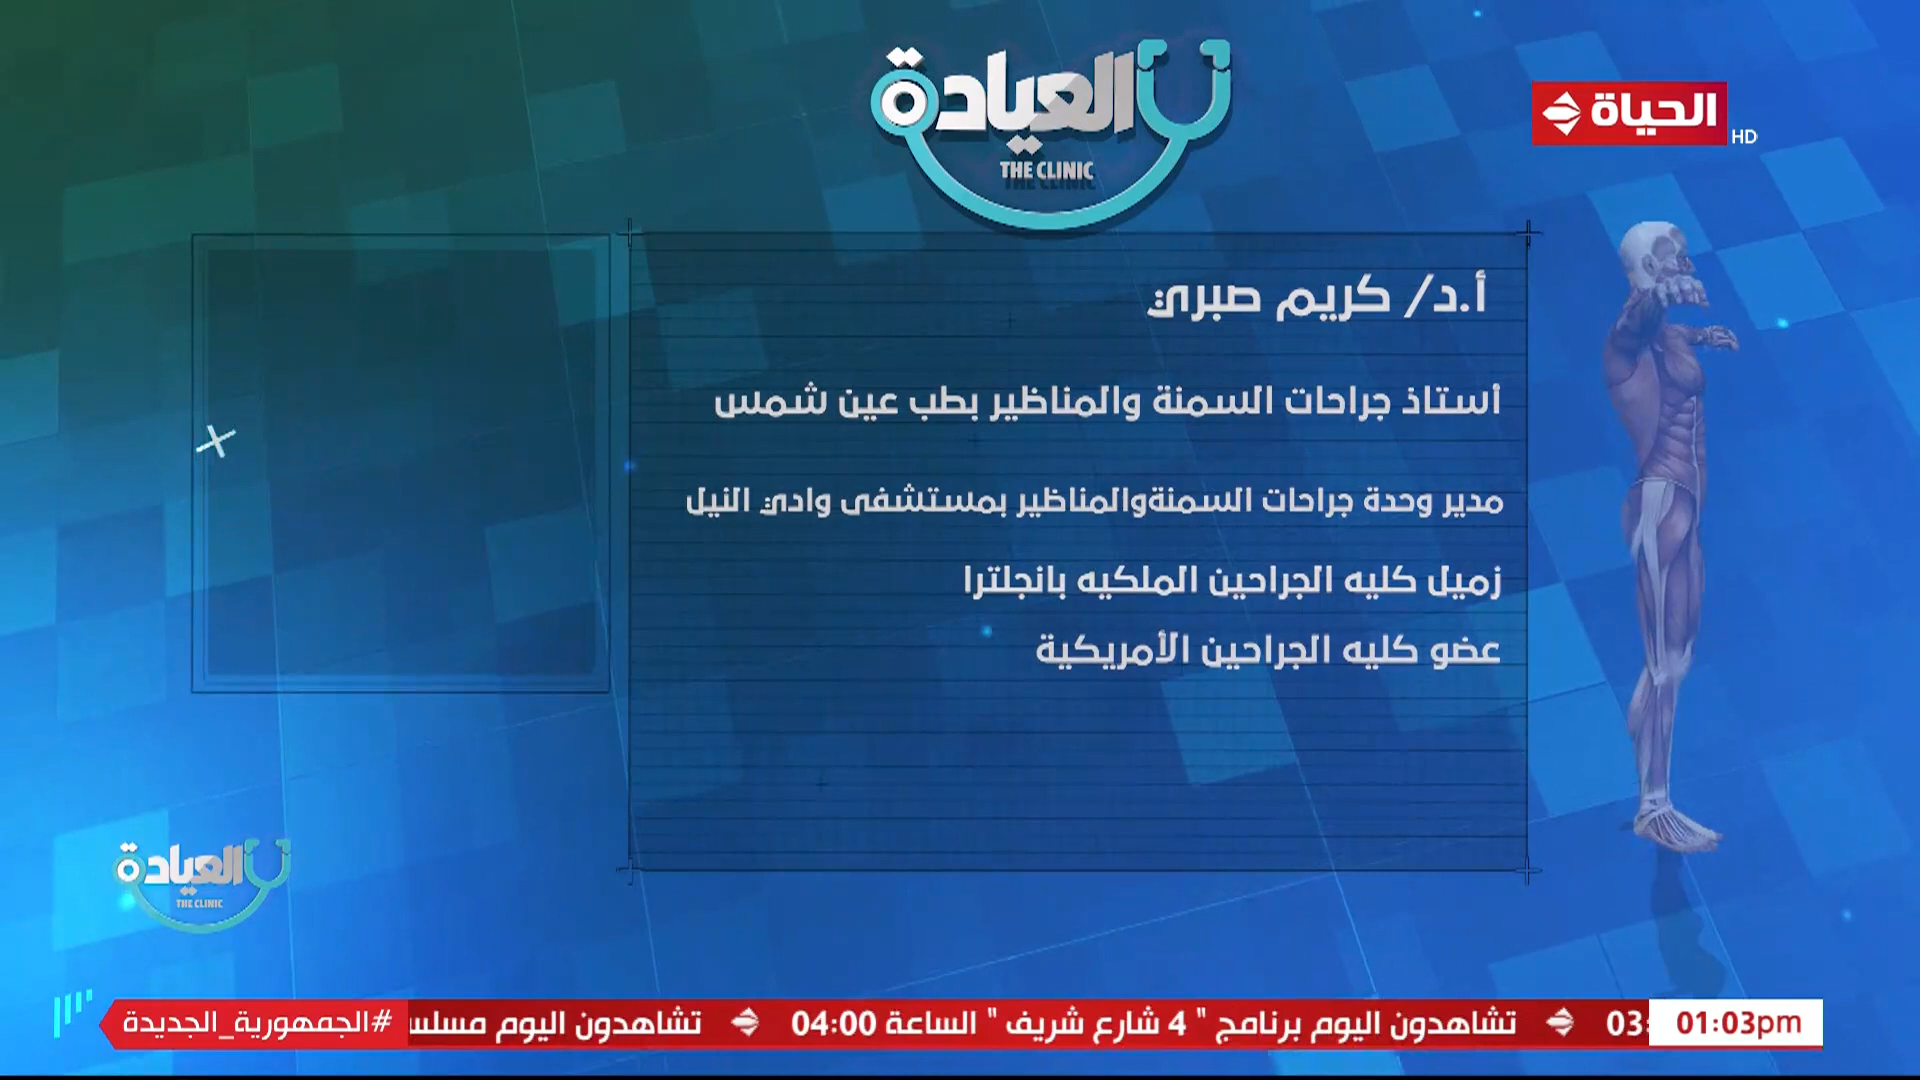 العيادة
THE CLINIC
الحياة
HD
أ.د/ كريم صبري
أستاذ جراحات السمنة والمناظير بطب عين شمس
مدير وحدة جراحات السمنةوالمناظير بمستشفى وادي النيل
زميل كليه الجراحين الملكيه بانجلترا
عضو كليه الجراحين الأمريكية
العيادة
THE CLINIC
01:03pm
03: تشاهدون اليوم برنامج " 4 شارع شريف " الساعة 04:00 تشاهدون اليوم
#الجمهورية_الجديدة